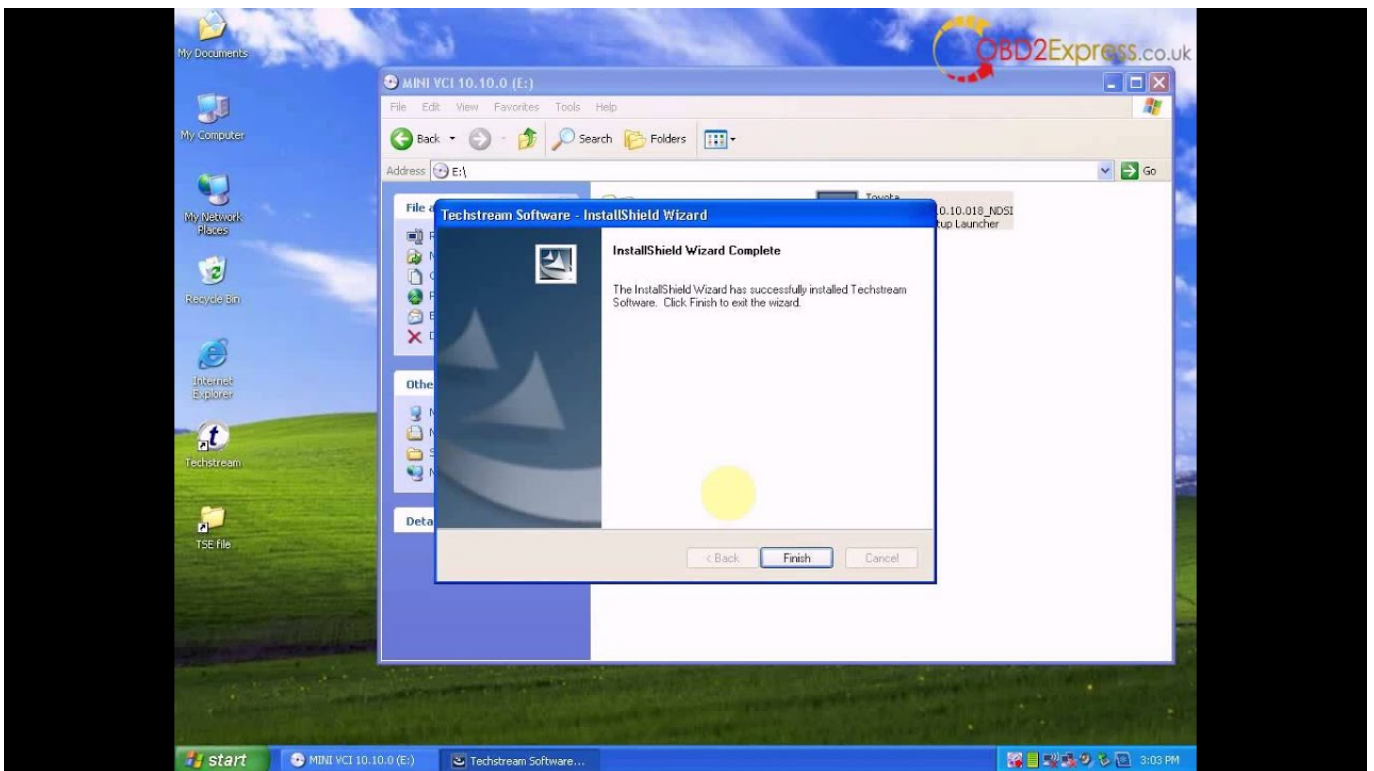 My Documents
OBD2Express.co.uk
MINI VCI 10.10.0 (E:)
File Edit View Favorites Tools Help
My Computer
Back Search Folders
Address E:\ Go
File
Toyota
0.10.018_NDSI
tup Launcher
My Network
Places
Techstream Software - InstallShield Wizard
InstallShield Wizard Complete
The InstallShield Wizard has successfully installed Techstream
Software. Click Finish to exit the wizard.
Recycle Bin
Internet
Explorer
Othe
Techstream
Deta
TSE file
< Back Finish Cancel
start MINI VCI 10.10.0 (E:) Techstream Software... 3:03 PM